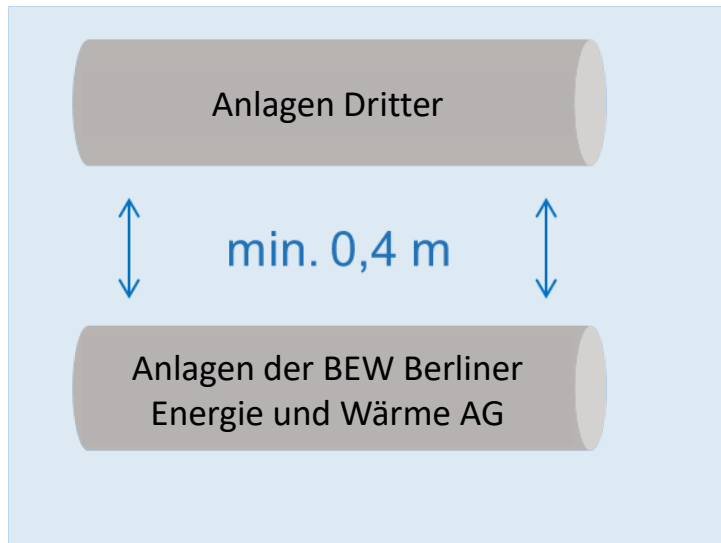 Anlagen Dritter
min. 0,4 m
Anlagen der BEW Berliner
Energie und Wärme AG